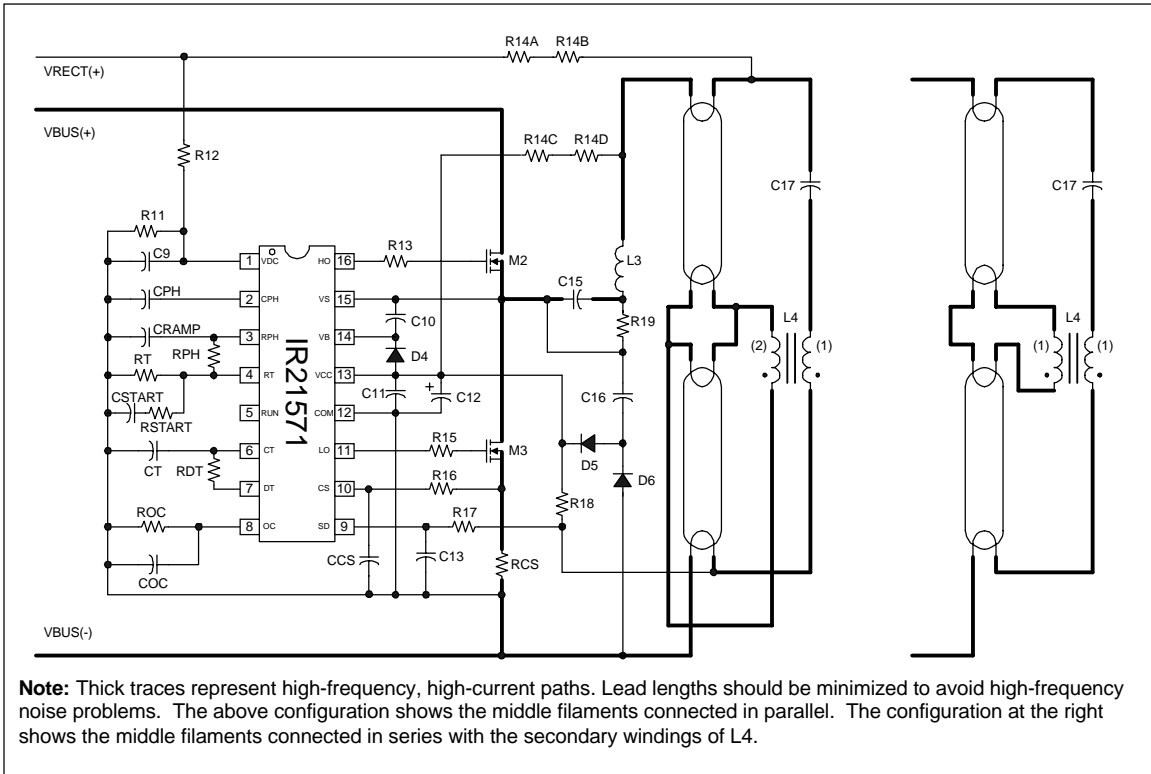 R14A R14B
VRECT(+)
VBUS(+)
R12
R14C R14D
C17
C17
R11
C9
R13
M2
L3
1 VDC HO 16
CPH
2 CPH VS 15
C15
C10
R19
L4
L4
CRAMP
3 RPH VB 14
(2) (1)
(1) (1)
RPH
D4
RT
4 RT VCC 13
IR21571
C11
+
C12
C16
CSTART
RSTART
5 RUN COM 12
R15
M3
6 CT LO 11
CT
RDT
D5
D6
R16
7 DT CS 10
R18
ROC
R17
8 OC SD 9
CCS
C13
RCS
COC
VBUS(-)
Note: Thick traces represent high-frequency, high-current paths. Lead lengths should be minimized to avoid high-frequency
noise problems. The above configuration shows the middle filaments connected in parallel. The configuration at the right
shows the middle filaments connected in series with the secondary windings of L4.